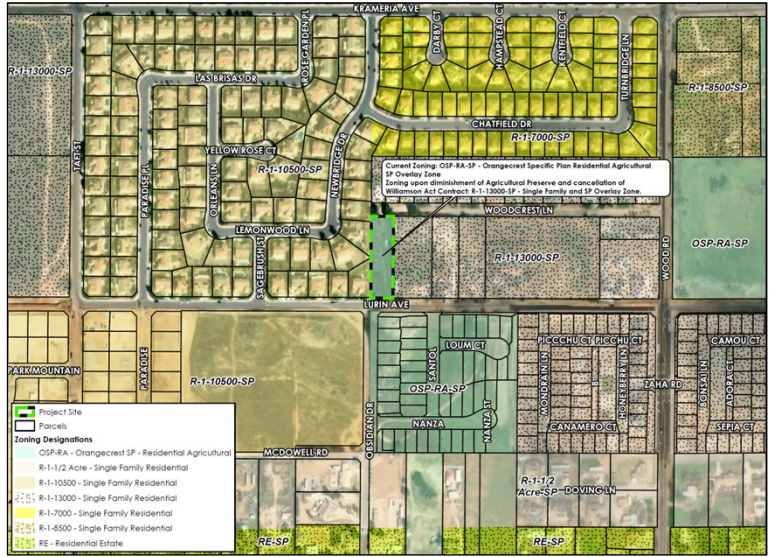 KRAMERIA AVE
DARBY CT
HAMPSTEAD CT
KENTFIELD CT
TURNBRIDGE LN
ROSE GARDEN PL
R-1-13000-SP
LAS BRISAS DR
R-1-8500-SP
CHATFIELD DR
R-1-7000-SP
TAFT ST
PARADISE PL
ORLEANS LN
YELLOW ROSE CT
R-1-10500-SP
NEWBRIDGE DR
Current Zoning: OSP-RA-SP - Orangecrest Specific Plan Residential Agricultural
SP Overlay Zone
Zoning upon diminishment of Agricultural Preserve and cancellation of
Williamson Act Contract: R-1-13000-SP - Single Family and SP Overlay Zone.
WOODCREST LN
LEMONWOOD LN
SAGEBRUSH ST
R-1-13000-SP
WOOD RD
OSP-RA-SP
LURIN AVE
PARK MOUNTAIN
PARADISE
R-1-10500-SP
OBSIDIAN DR
SANTOL
LOUM CT
OSP-RA-SP
NANZA
NANZA ST
PICCCHU CT
PICCHU CT
MONDRAIN LN
B
HONEYBERRY LN
CANAMERO CT
ZAHA RD
CAMOU CT
BONSAI LN
ADORA CT
SEPIA CT
MCDOWELL RD
R-1-1/2
Acre-SP
DOVING LN
RE-SP
RE-SP
Project Site
Parcels
Zoning Designations
OSP-RA - Orangecrest SP - Residential Agricultural
R-1-1/2 Acre - Single Family Residential
R-1-10500 - Single Family Residential
R-1-13000 - Single Family Residential
R-1-7000 - Single Family Residential
R-1-8500 - Single Family Residential
RE - Residential Estate